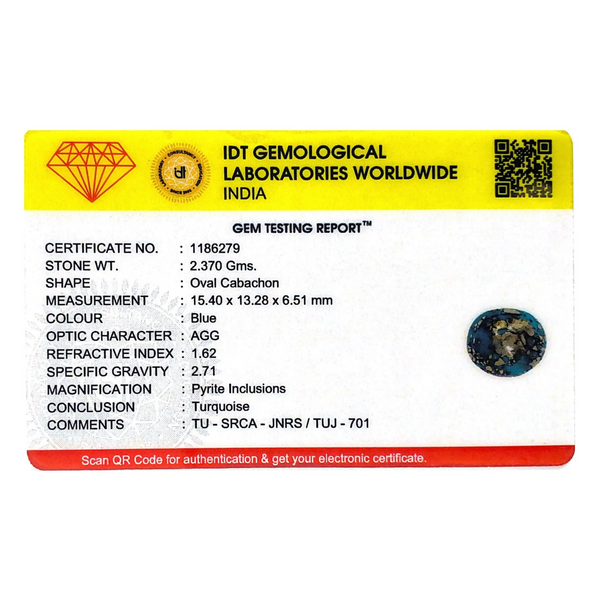 IDT GEMOLOGICAL
LABORATORIES WORLDWIDE
INDIA
GEM TESTING REPORT™
CERTIFICATE NO. : 1186279
STONE WT. : 2.370 Gms.
SHAPE : Oval Cabachon
MEASUREMENT : 15.40 x 13.28 x 6.51 mm
COLOUR : Blue
OPTIC CHARACTER : AGG
REFRACTIVE INDEX : 1.62
SPECIFIC GRAVITY : 2.71
MAGNIFICATION : Pyrite Inclusions
CONCLUSION : Turquoise
COMMENTS : TU - SRCA - JNRS / TUJ - 701
Scan QR Code for authentication & get your electronic certificate.